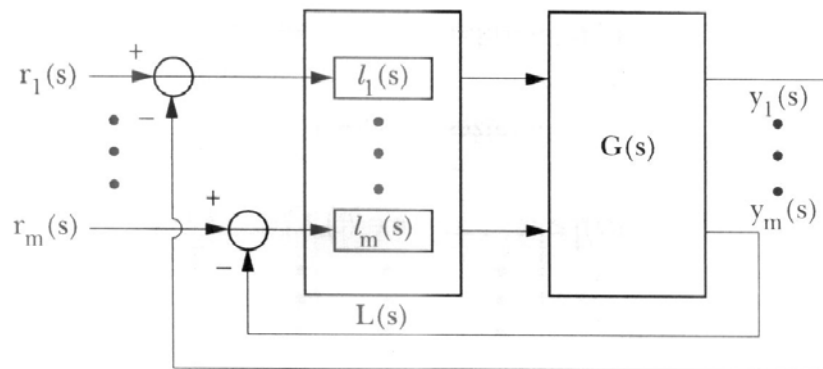 +
r₁(s)
l₁(s)
−
y₁(s)
G(s)
+
rₘ(s)
lₘ(s)
yₘ(s)
−
L(s)